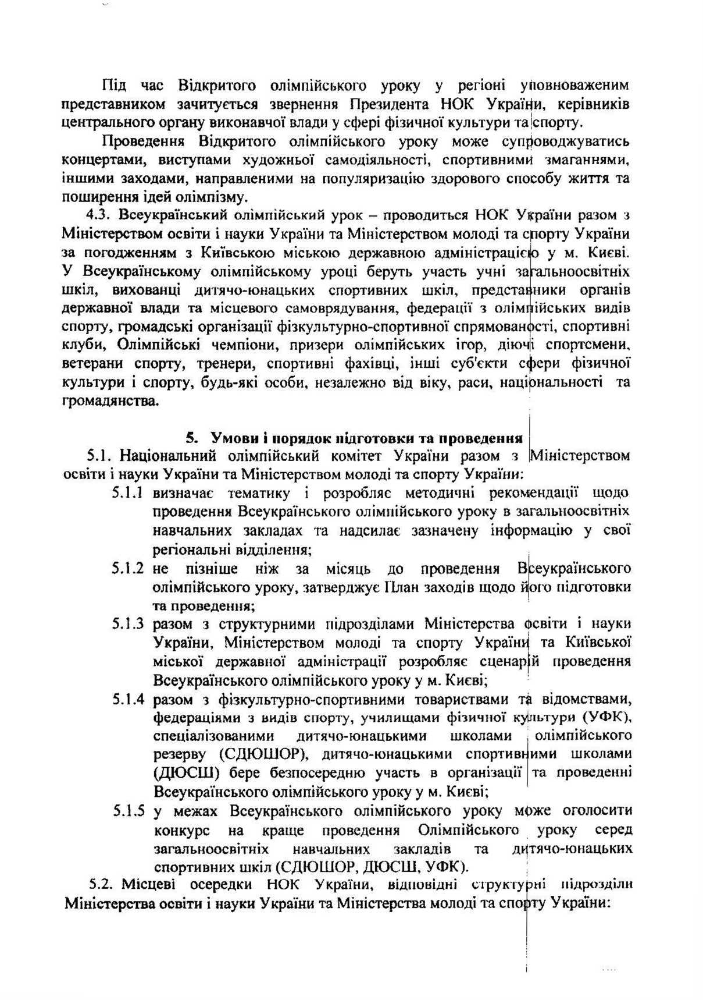 Під час Відкритого олімпійського уроку у регіоні уповноваженим
представником зачитується звернення Президента НОК України, керівників
центрального органу виконавчої влади у сфері фізичної культури та спорту.
Проведення Відкритого олімпійського уроку може супроводжуватись
концертами, виступами художньої самодіяльності, спортивними змаганнями,
іншими заходами, направленими на популяризацію здорового способу життя та
поширення ідей олімпізму.
4.3. Всеукраїнський олімпійський урок – проводиться НОК України разом з
Міністерством освіти і науки України та Міністерством молоді та спорту України
за погодженням з Київською міською державною адміністрацією у м. Києві.
У Всеукраїнському олімпійському уроці беруть участь учні загальноосвітніх
шкіл, вихованці дитячо-юнацьких спортивних шкіл, представники органів
державної влади та місцевого самоврядування, федерації з олімпійських видів
спорту, громадські організації фізкультурно-спортивної спрямованості, спортивні
клуби, Олімпійські чемпіони, призери олімпійських ігор, діючі спортсмени,
ветерани спорту, тренери, спортивні фахівці, інші суб'єкти сфери фізичної
культури і спорту, будь-які особи, незалежно від віку, раси, національності та
громадянства.
5. Умови і порядок підготовки та проведення
5.1. Національний олімпійський комітет України разом з Міністерством
освіти і науки України та Міністерством молоді та спорту України:
5.1.1 визначає тематику і розробляє методичні рекомендації щодо
проведення Всеукраїнського олімпійського уроку в загальноосвітніх
навчальних закладах та надсилає зазначену інформацію у свої
регіональні відділення;
5.1.2 не пізніше ніж за місяць до проведення Всеукраїнського
олімпійського уроку, затверджує План заходів щодо його підготовки
та проведення;
5.1.3 разом з структурними підрозділами Міністерства освіти і науки
України, Міністерством молоді та спорту України та Київської
міської державної адміністрації розробляє сценарій проведення
Всеукраїнського олімпійського уроку у м. Києві;
5.1.4 разом з фізкультурно-спортивними товариствами та відомствами,
федераціями з видів спорту, училищами фізичної культури (УФК),
спеціалізованими дитячо-юнацькими школами олімпійського
резерву (СДЮШОР), дитячо-юнацькими спортивними школами
(ДЮСШ) бере безпосередню участь в організації та проведенні
Всеукраїнського олімпійського уроку у м. Києві;
5.1.5 у межах Всеукраїнського олімпійського уроку може оголосити
конкурс на краще проведення Олімпійського уроку серед
загальноосвітніх навчальних закладів та дитячо-юнацьких
спортивних шкіл (СДЮШОР, ДЮСШ, УФК).
5.2. Місцеві осередки НОК України, відповідні структурні підрозділи
Міністерства освіти і науки України та Міністерства молоді та спорту України: